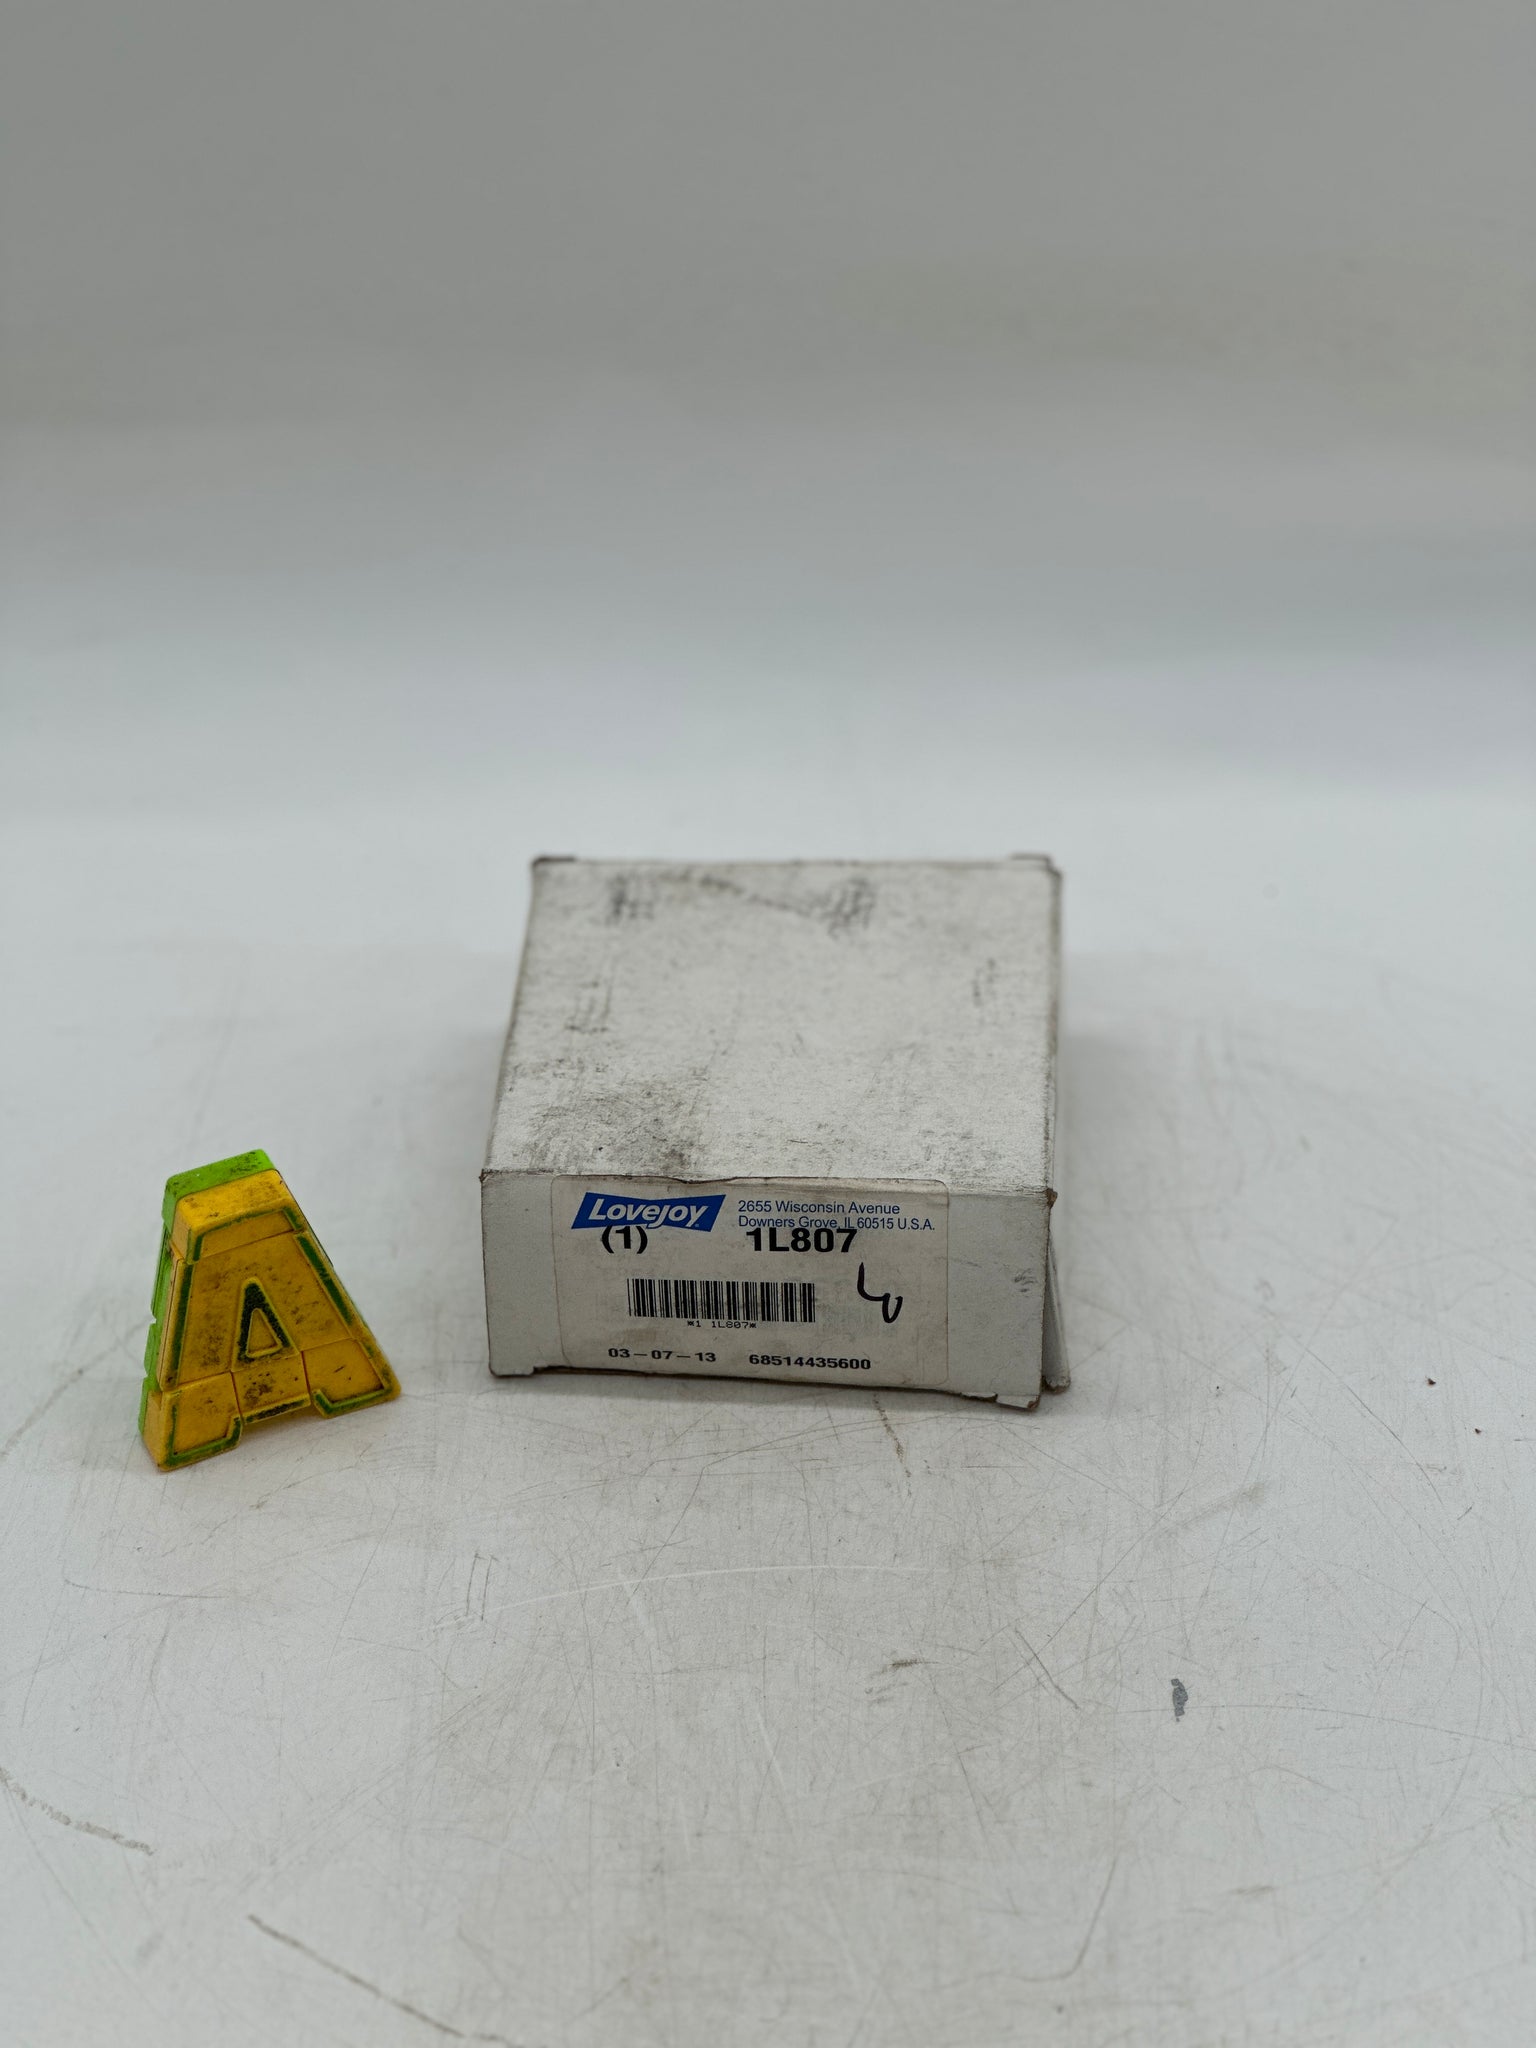 A
Lovejoy 2655 Wisconsin Avenue
Downers Grove, IL 60515 U.S.A.
(1) 1L807
*1 1L807*
03-07-13 68514435600